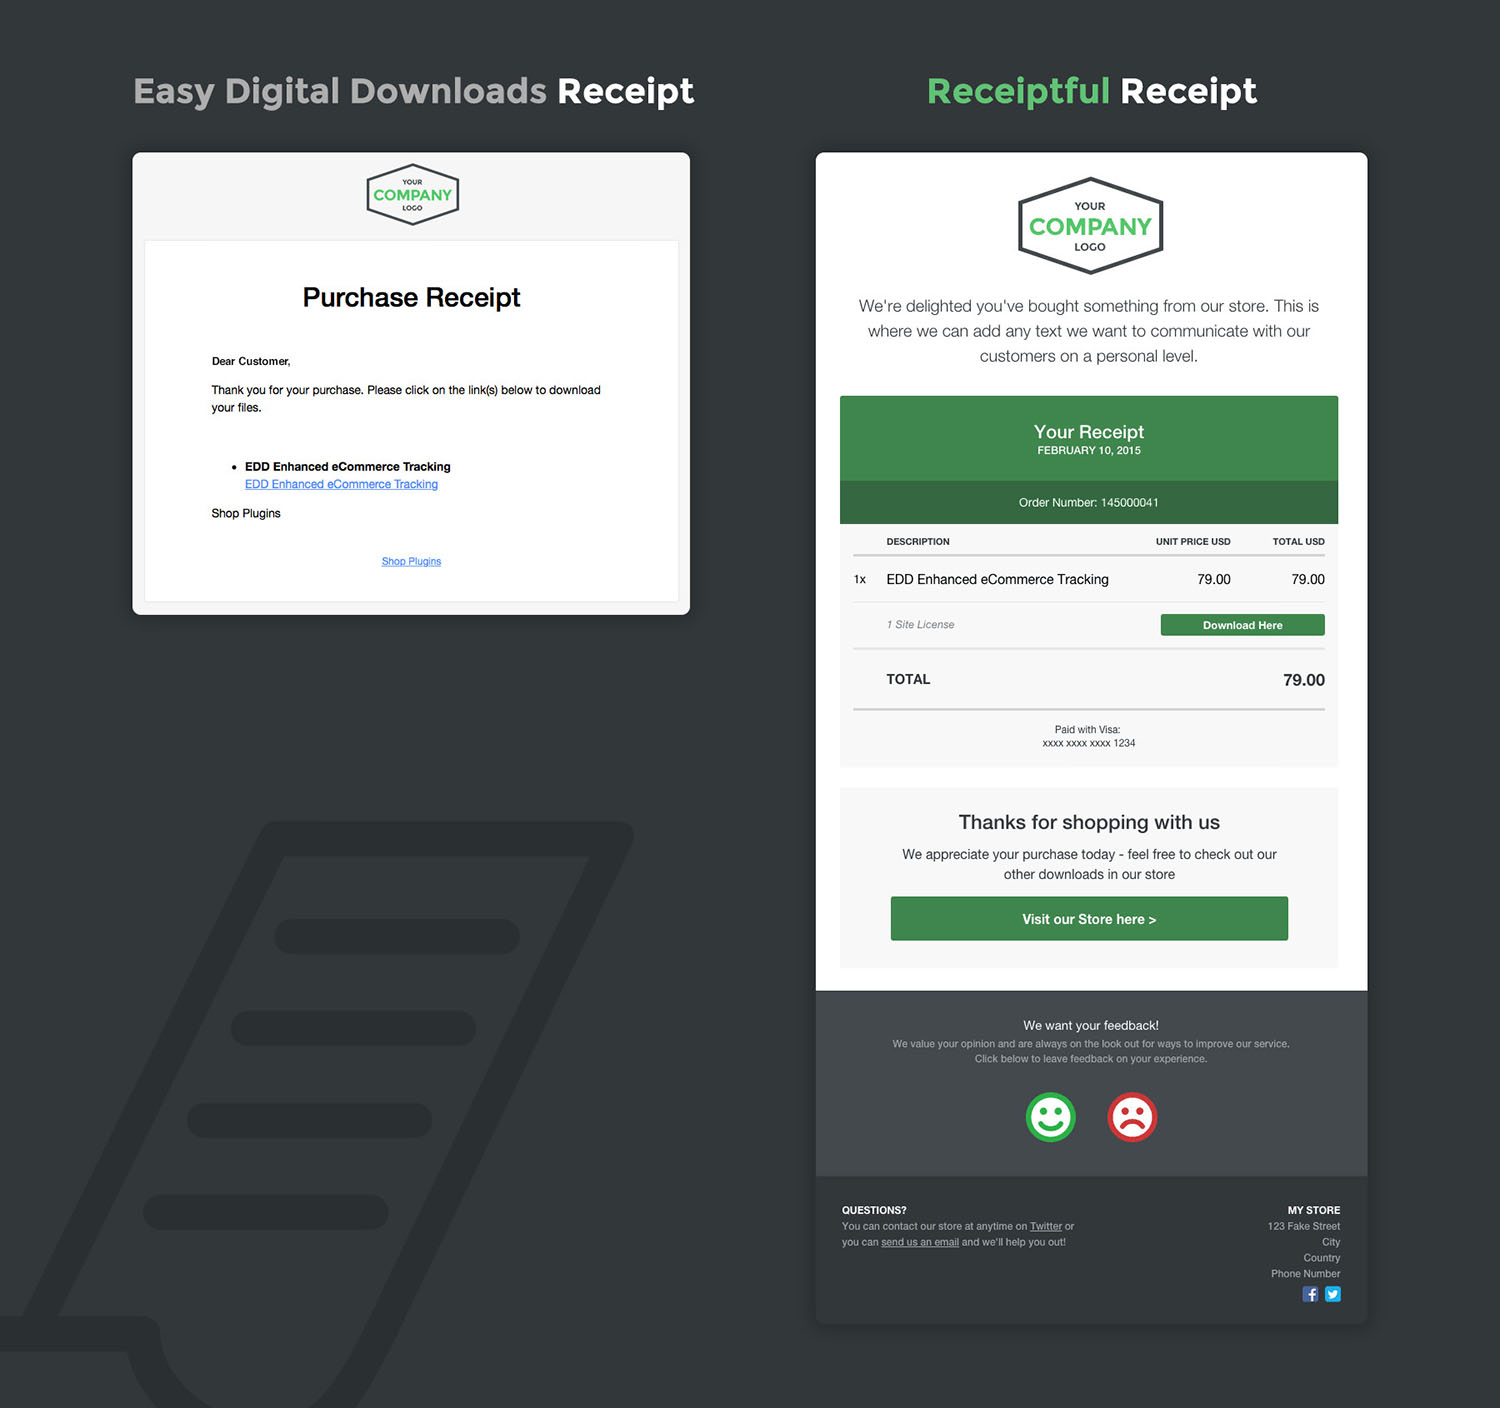 Easy Digital Downloads Receipt
YOUR
COMPANY
LOGO
Purchase Receipt
Dear Customer,
Thank you for your purchase. Please click on the link(s) below to download
your files.
• EDD Enhanced eCommerce Tracking
EDD Enhanced eCommerce Tracking
Shop Plugins
Shop Plugins
Receiptful Receipt
YOUR
COMPANY
LOGO
We're delighted you've bought something from our store. This is
where we can add any text we want to communicate with our
customers on a personal level.
Your Receipt
FEBRUARY 10, 2015
Order Number: 145000041
DESCRIPTION UNIT PRICE USD TOTAL USD
1x EDD Enhanced eCommerce Tracking 79.00 79.00
1 Site License Download Here
TOTAL 79.00
Paid with Visa:
xxxx xxxx xxxx 1234
Thanks for shopping with us
We appreciate your purchase today - feel free to check out our
other downloads in our store
Visit our Store here >
We want your feedback!
We value your opinion and are always on the look out for ways to improve our service.
Click below to leave feedback on your experience.
QUESTIONS?
You can contact our store at anytime on Twitter or
you can send us an email and we'll help you out!
MY STORE
123 Fake Street
City
Country
Phone Number